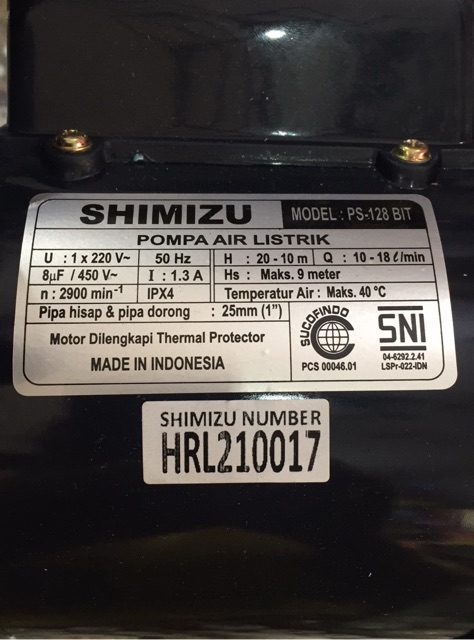 SHIMIZU MODEL : PS-128 BIT
POMPA AIR LISTRIK
U : 1 x 220 V~ 50 Hz H : 20 - 10 m Q : 10 - 18 ℓ/min
8µF / 450 V~ I : 1.3 A Hs : Maks. 9 meter
n : 2900 min⁻¹ IPX4 Temperatur Air : Maks. 40 °C
Pipa hisap & pipa dorong : 25mm (1")
Motor Dilengkapi Thermal Protector
MADE IN INDONESIA
SUCOFINDO
PCS 00046.01
SNI
04-6292.2.41
LSPr-022-IDN
SHIMIZU NUMBER
HRL210017